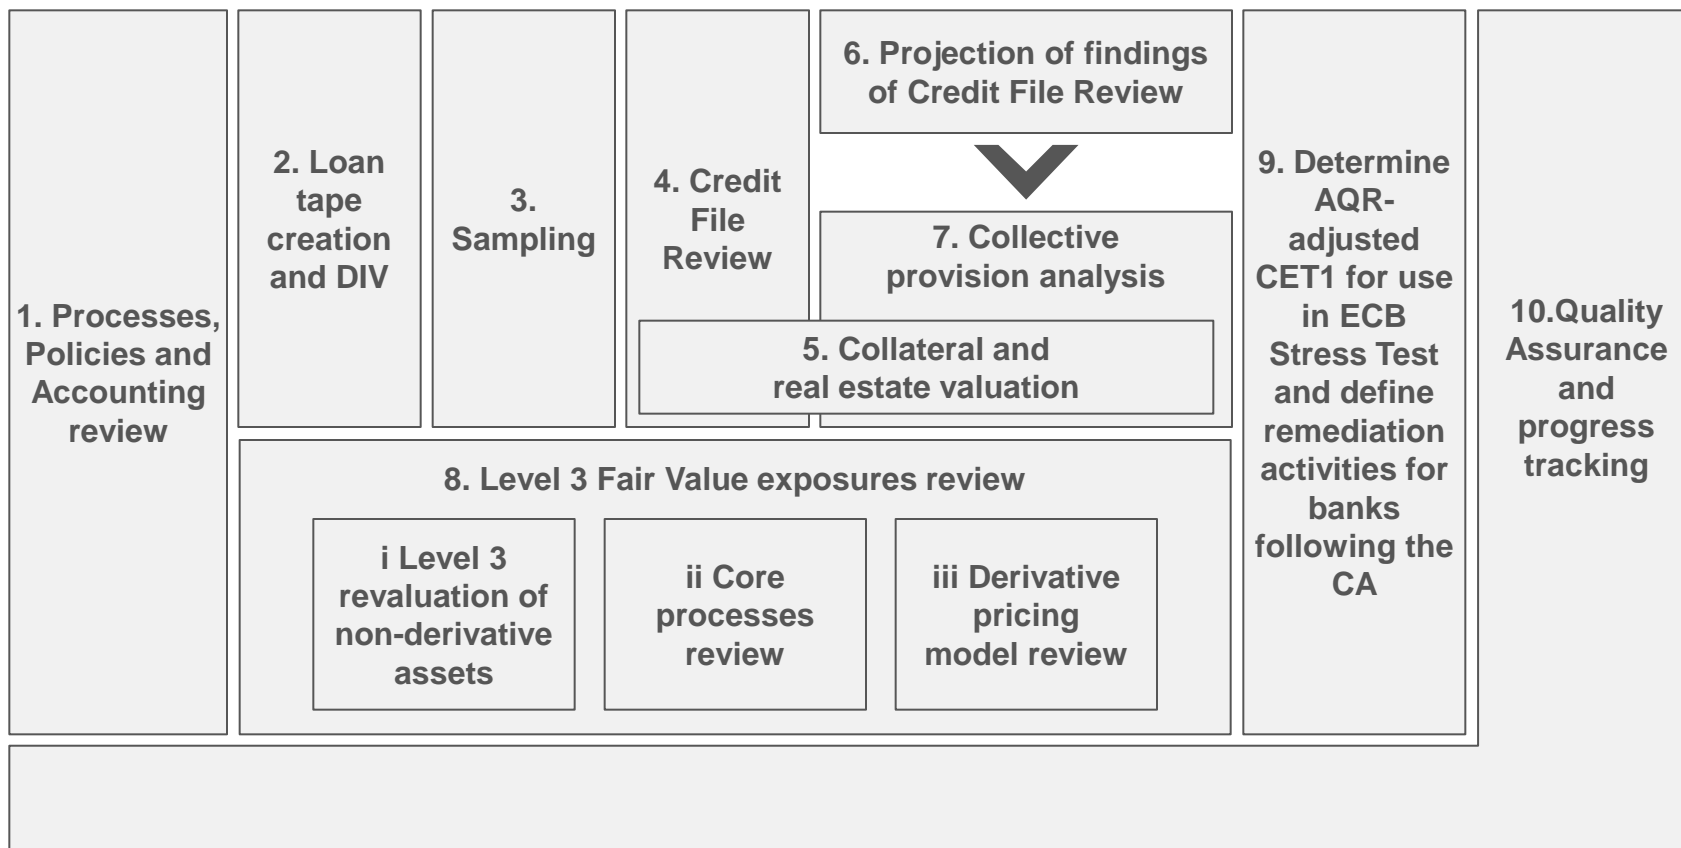 1. Processes,
Policies and
Accounting
review
2. Loan
tape
creation
and DIV
3.
Sampling
4. Credit
File
Review
5. Collateral and
real estate valuation
6. Projection of findings
of Credit File Review
7. Collective
provision analysis
8. Level 3 Fair Value exposures review
i Level 3
revaluation of
non-derivative
assets
ii Core
processes
review
iii Derivative
pricing
model review
9. Determine
AQR-
adjusted
CET1 for use
in ECB
Stress Test
and define
remediation
activities for
banks
following the
CA
10.Quality
Assurance
and
progress
tracking